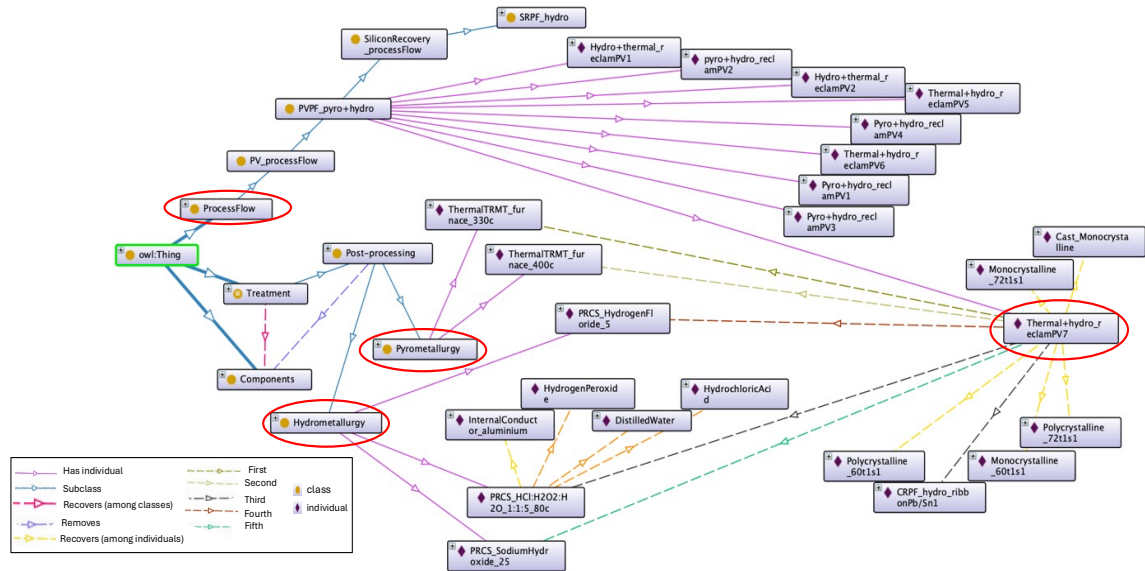 SRPF_hydro
SiliconRecovery
_processFlow
Hydro+thermal_r
eclamPV1
pyro+hydro_recl
amPV2
Hydro+thermal_r
eclamPV2
Thermal+hydro_r
eclamPV5
PVPF_pyro+hydro
Pyro+hydro_recl
amPV4
Thermal+hydro_r
eclamPV6
PV_processFlow
Pyro+hydro_recl
amPV1
Pyro+hydro_recl
amPV3
ProcessFlow
ThermalTRMT_fur
nace_330c
owl:Thing
Post-processing
ThermalTRMT_fur
nace_400c
Cast_Monocrysta
lline
Monocrystalline
_72t1s1
Treatment
PRCS_HydrogenFl
oride_5
Thermal+hydro_r
eclamPV7
Pyrometallurgy
Components
HydrogenPeroxid
e
HydrochloricAci
d
Hydrometallurgy
InternalConduct
or_aluminium
DistilledWater
Polycrystalline
_72t1s1
Polycrystalline
_60t1s1
Monocrystalline
_60t1s1
CRPF_hydro_ribb
onPb/Sn1
PRCS_HCl:H2O2:H
2O_1:1:5_80c
PRCS_SodiumHydr
oxide_25
Has individual
Subclass
Recovers (among classes)
Removes
Recovers (among individuals)
First
Second
Third
Fourth
Fifth
class
individual